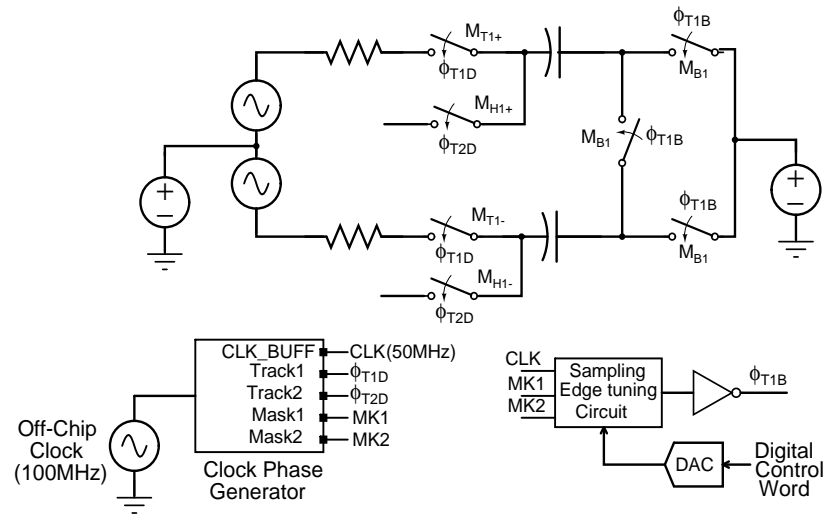 M_T1+
ϕ_T1D
ϕ_T1B
M_B1
M_H1+
ϕ_T2D
M_B1
ϕ_T1B
+
−
+
−
M_T1-
ϕ_T1D
ϕ_T1B
M_B1
M_H1-
ϕ_T2D
CLK_BUFF
Track1
Track2
Mask1
Mask2
CLK(50MHz)
ϕ_T1D
ϕ_T2D
MK1
MK2
Off-Chip
Clock
(100MHz)
Clock Phase
Generator
CLK
MK1
MK2
Sampling
Edge tuning
Circuit
ϕ_T1B
DAC
Digital
Control
Word